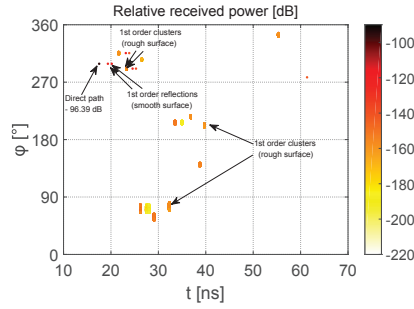 Relative received power [dB]
360
270
180
90
0
φ [°]
1st order clusters
(rough surface)
Direct path
- 96.39 dB
1st order reflections
(smooth surface)
1st order clusters
(rough surface)
10
20
30
40
50
60
70
t [ns]
-100
-120
-140
-160
-180
-200
-220